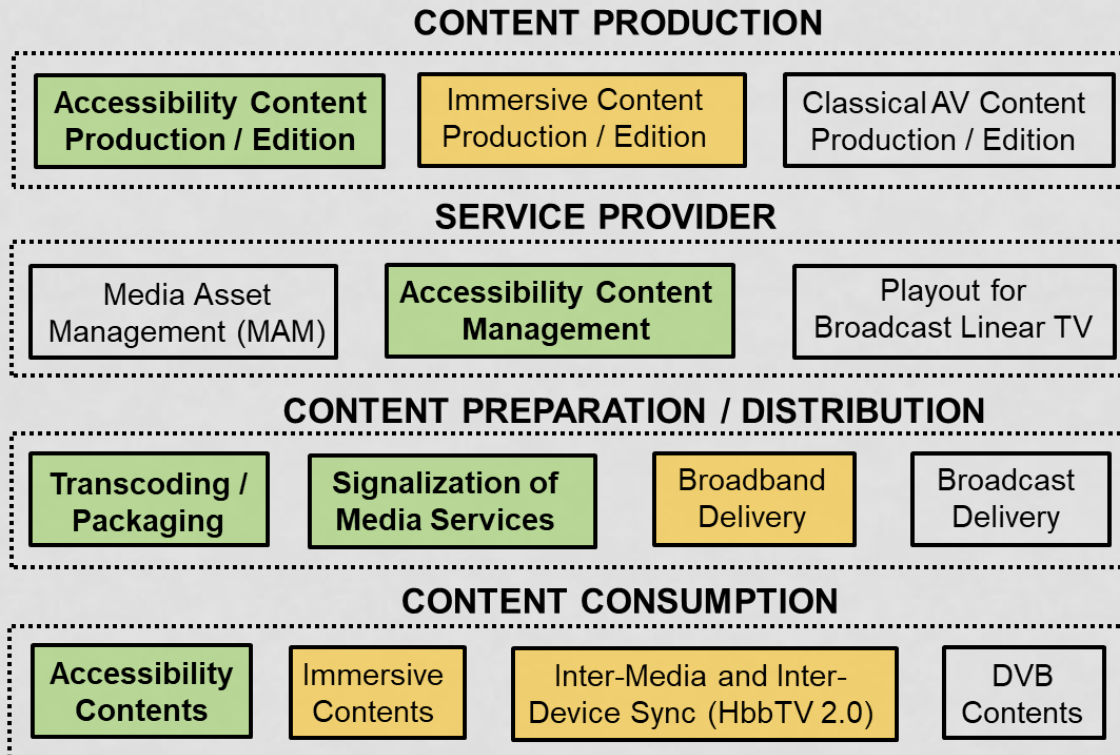 CONTENT PRODUCTION
Accessibility Content
Production / Edition
Immersive Content
Production / Edition
Classical AV Content
Production / Edition
SERVICE PROVIDER
Media Asset
Management (MAM)
Accessibility Content
Management
Playout for
Broadcast Linear TV
CONTENT PREPARATION / DISTRIBUTION
Transcoding /
Packaging
Signalization of
Media Services
Broadband
Delivery
Broadcast
Delivery
CONTENT CONSUMPTION
Accessibility
Contents
Immersive
Contents
Inter-Media and Inter-
Device Sync (HbbTV 2.0)
DVB
Contents